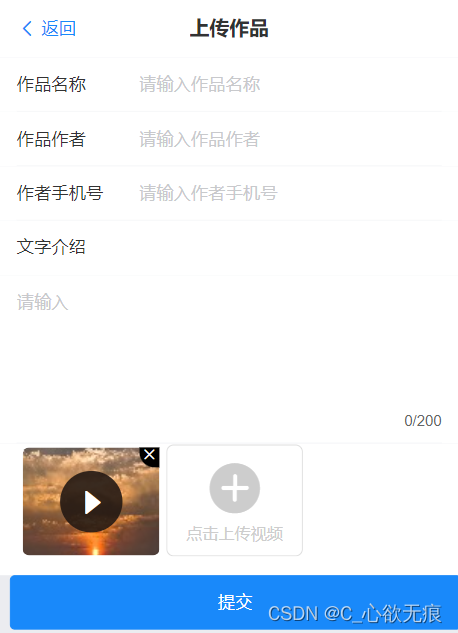 返回
上传作品
作品名称 请输入作品名称
作品作者 请输入作品作者
作者手机号 请输入作者手机号
文字介绍
请输入
0/200
点击上传视频
提交
CSDN @C_心欲无痕